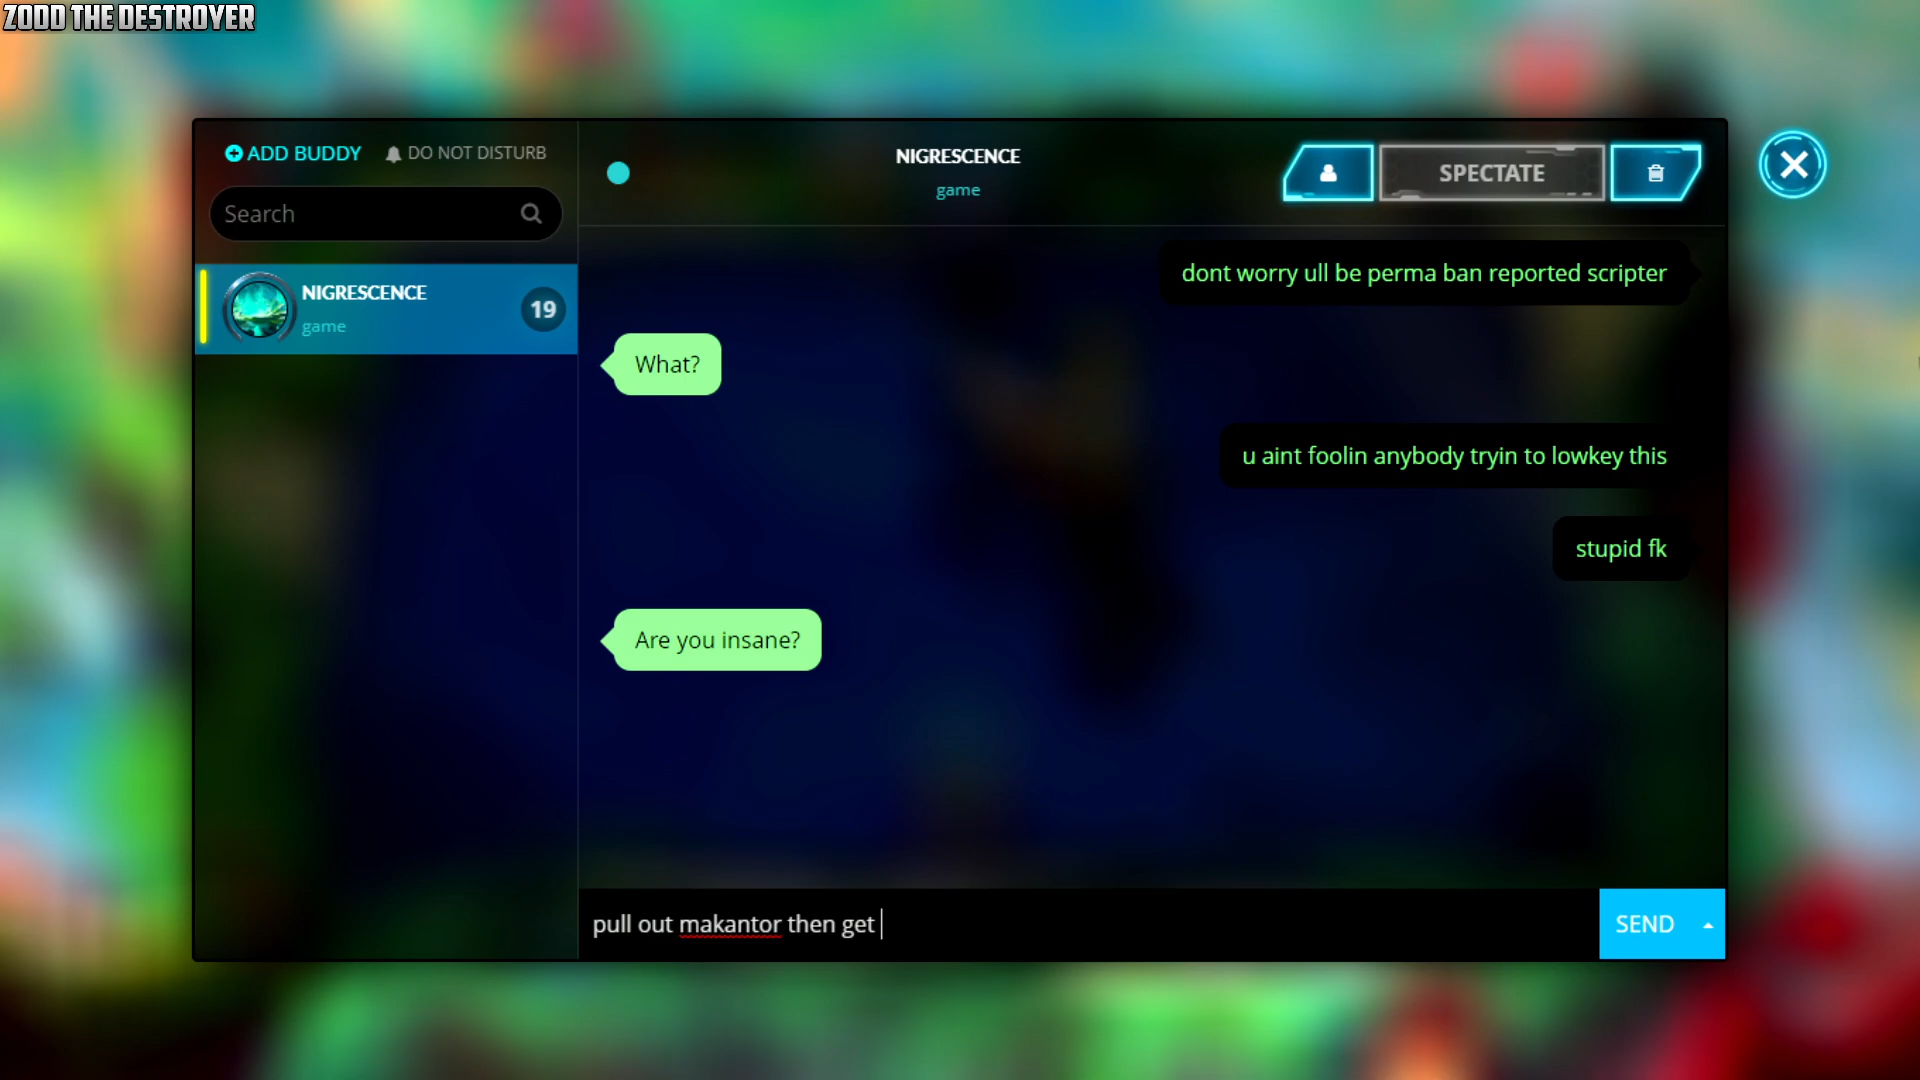 ZODD THE DESTROYER
ADD BUDDY
DO NOT DISTURB
Search
NIGRESCENCE
game
19
NIGRESCENCE
game
SPECTATE
dont worry ull be perma ban reported scripter
What?
u aint foolin anybody tryin to lowkey this
stupid fk
Are you insane?
pull out makantor then get
SEND